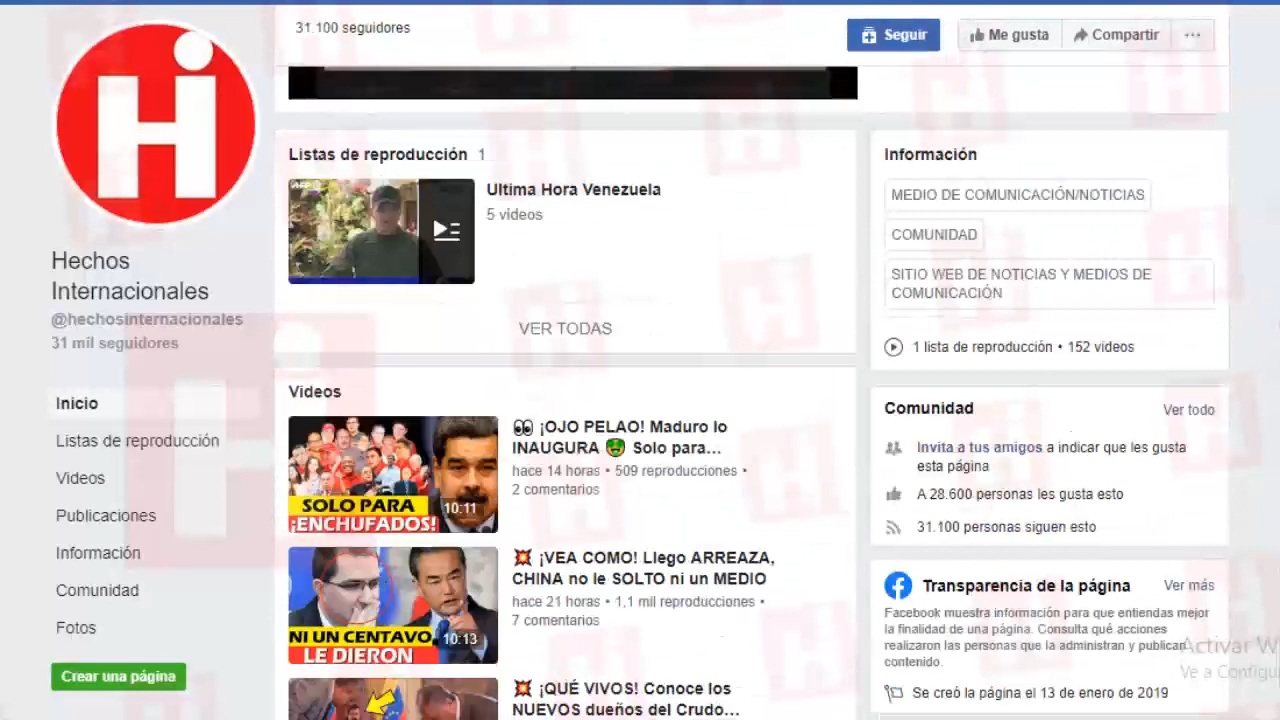 31.100 seguidores
Seguir
Me gusta
Compartir
Hi
Hechos
Internacionales
@hechosinternacionales
31 mil seguidores
Inicio
Listas de reproducción
Videos
Publicaciones
Información
Comunidad
Fotos
Crear una página
Listas de reproducción 1
Ultima Hora Venezuela
5 videos
VER TODAS
Videos
SOLO PARA
¡ENCHUFADOS!
10:11
👀 ¡OJO PELAO! Maduro lo
INAUGURA 🤑 Solo para...
hace 14 horas • 509 reproducciones •
2 comentarios
NI UN CENTAVO
LE DIERON
10:13
💥 ¡VEA COMO! Llego ARREAZA,
CHINA no le SOLTO ni un MEDIO
hace 21 horas • 1,1 mil reproducciones •
7 comentarios
💥 ¡QUÉ VIVOS! Conoce los
NUEVOS dueños del Crudo...
Información
MEDIO DE COMUNICACIÓN/NOTICIAS
COMUNIDAD
SITIO WEB DE NOTICIAS Y MEDIOS DE
COMUNICACIÓN
1 lista de reproducción • 152 videos
Comunidad
Ver todo
Invita a tus amigos a indicar que les gusta
esta página
A 28.600 personas les gusta esto
31.100 personas siguen esto
Transparencia de la página
Ver más
Facebook muestra información para que entiendas mejor
la finalidad de una página. Consulta qué acciones
realizaron las personas que la administran y publican
contenido.
Se creó la página el 13 de enero de 2019
Activar W
Ve a Configu